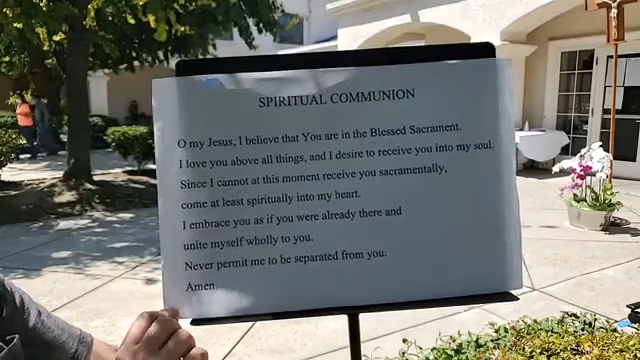 SPIRITUAL COMMUNION
O my Jesus, I believe that You are in the Blessed Sacrament.
I love you above all things, and I desire to receive you into my soul.
Since I cannot at this moment receive you sacramentally,
come at least spiritually into my heart.
I embrace you as if you were already there and
unite myself wholly to you.
Never permit me to be separated from you.
Amen.